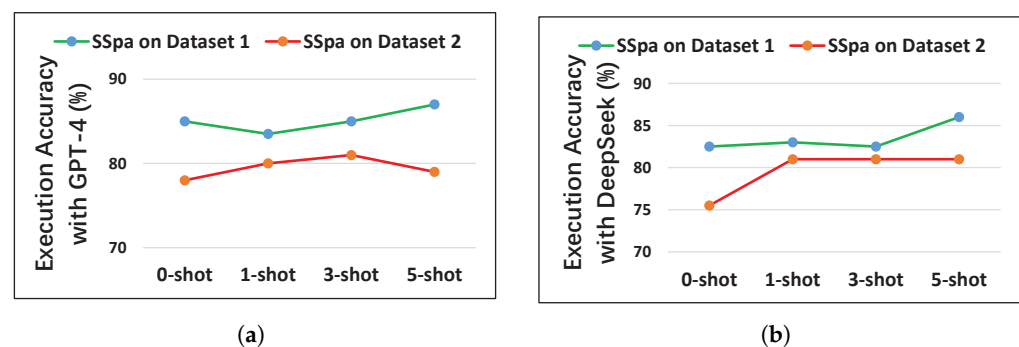 SSpa on Dataset 1 SSpa on Dataset 2
Execution Accuracy
with GPT-4 (%)
90
80
70
0-shot 1-shot 3-shot 5-shot
(a)
SSpa on Dataset 1 SSpa on Dataset 2
Execution Accuracy
with DeepSeek (%)
90
85
80
75
70
0-shot 1-shot 3-shot 5-shot
(b)